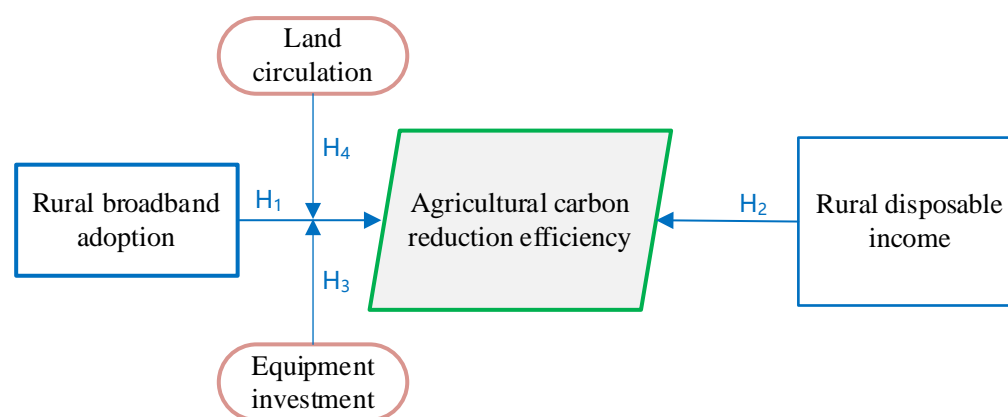 Land
circulation
H₄
Rural broadband
adoption
H₁
Agricultural carbon
reduction efficiency
H₂
Rural disposable
income
H₃
Equipment
investment